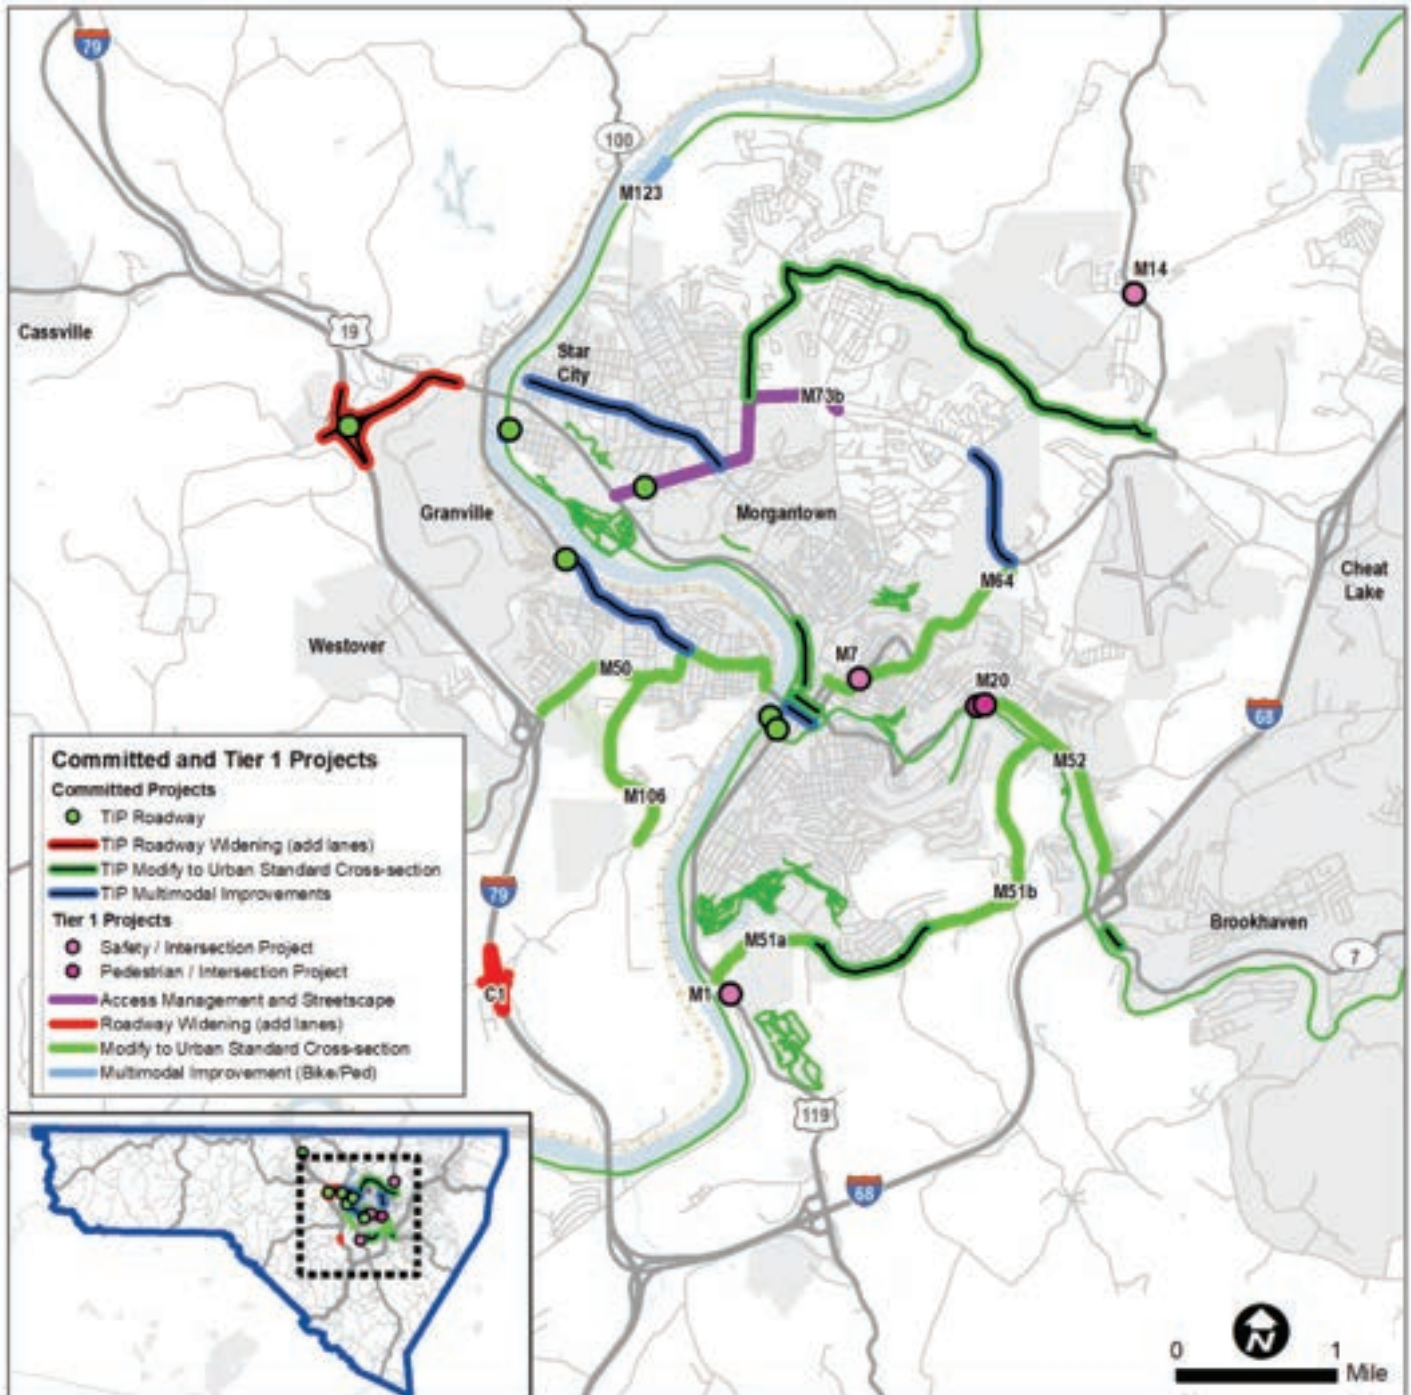 79
100
M123
M14
Cassville
19
Star
City
M73b
Granville
Morgantown
Cheat
Lake
M64
Westover
M50
M7
M20
68
M52
M106
Committed and Tier 1 Projects
Committed Projects
TIP Roadway
TIP Roadway Widening (add lanes)
TIP Modify to Urban Standard Cross-section
TIP Multimodal Improvements
Tier 1 Projects
Safety / Intersection Project
Pedestrian / Intersection Project
Access Management and Streetscape
Roadway Widening (add lanes)
Modify to Urban Standard Cross-section
Multimodal Improvement (Bike/Ped)
79
M51b
Brookhaven
M51a
7
C1
M1
119
68
N
0 1
Mile